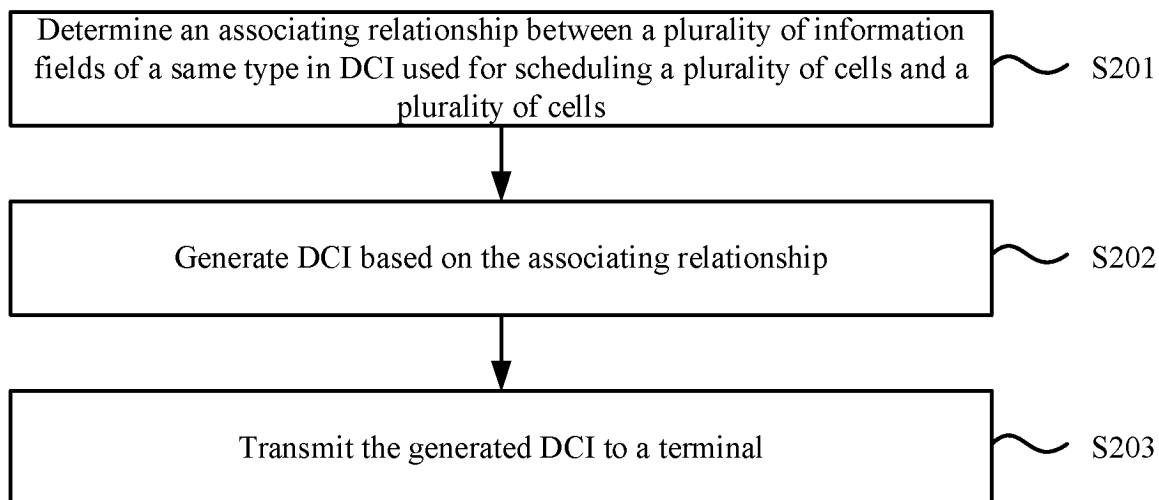 Determine an associating relationship between a plurality of information
fields of a same type in DCI used for scheduling a plurality of cells and a
plurality of cells
S201
Generate DCI based on the associating relationship
S202
Transmit the generated DCI to a terminal
S203